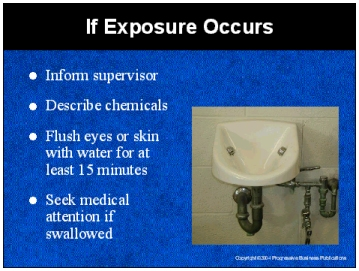 If Exposure Occurs
Inform supervisor
Describe chemicals
Flush eyes or skin
with water for at
least 15 minutes
Seek medical
attention if
swallowed
Copyright ©2004 Progressive Business Publications